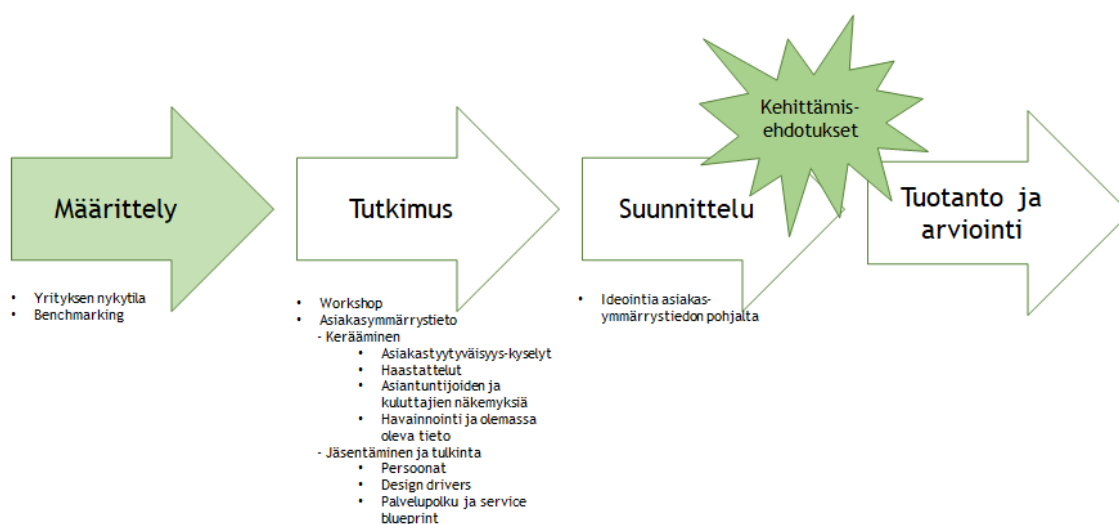 Kehittämis-
ehdotukset
Määrittely
Tutkimus
Suunnittelu
Tuotanto ja
arviointi
• Yrityksen nykytila
• Benchmarking
• Workshop
• Asiakasymmärrystieto
- Kerääminen
• Asiakastyytyväisyys-kyselyt
• Haastattelut
• Asiantuntijoiden ja
kuluttajien näkemyksiä
• Havainnointi ja olemassa
oleva tieto
- Jäsentäminen ja tulkinta
• Persoonat
• Design drivers
• Palvelupolku ja service
blueprint
• Ideointia asiakas-
ymmärrystiedon pohjalta